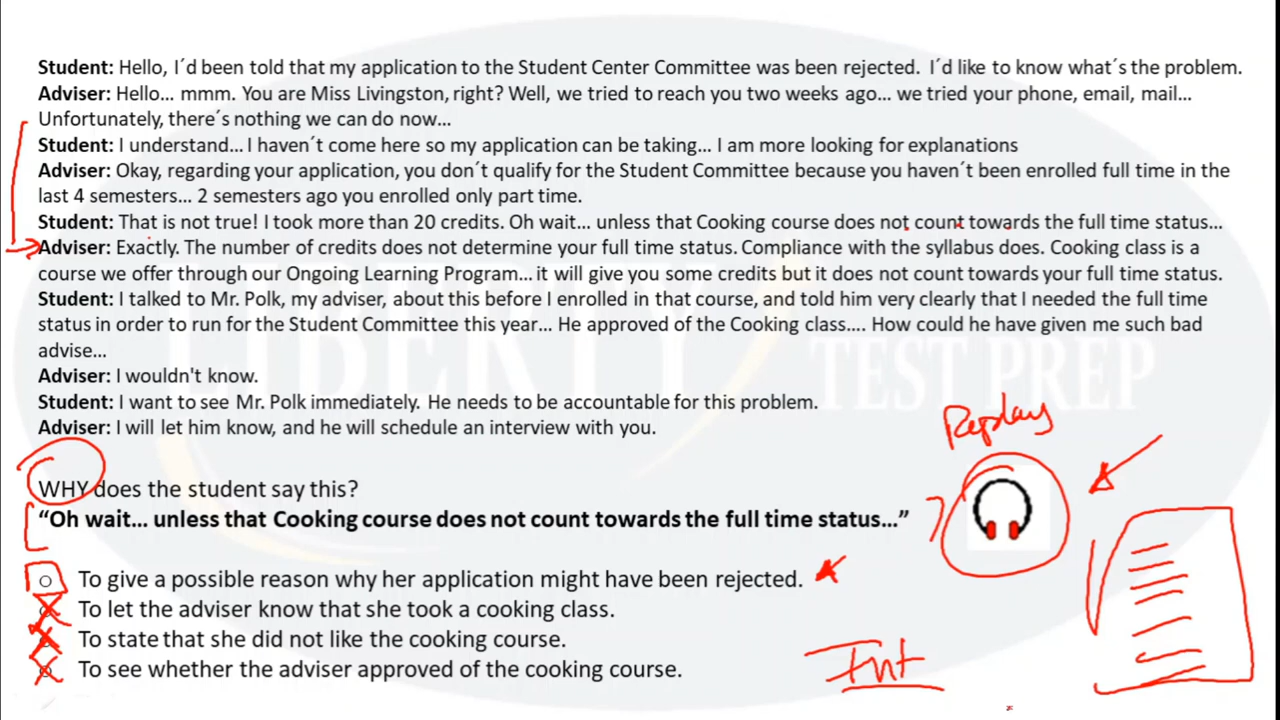 Student: Hello, I´d been told that my application to the Student Center Committee was been rejected. I´d like to know what´s the problem.
Adviser: Hello... mmm. You are Miss Livingston, right? Well, we tried to reach you two weeks ago... we tried your phone, email, mail...
Unfortunately, there´s nothing we can do now...
Student: I understand... I haven´t come here so my application can be taking... I am more looking for explanations
Adviser: Okay, regarding your application, you don´t qualify for the Student Committee because you haven´t been enrolled full time in the
last 4 semesters... 2 semesters ago you enrolled only part time.
Student: That is not true! I took more than 20 credits. Oh wait... unless that Cooking course does not count towards the full time status...
Adviser: Exactly. The number of credits does not determine your full time status. Compliance with the syllabus does. Cooking class is a
course we offer through our Ongoing Learning Program... it will give you some credits but it does not count towards your full time status.
Student: I talked to Mr. Polk, my adviser, about this before I enrolled in that course, and told him very clearly that I needed the full time
status in order to run for the Student Committee this year... He approved of the Cooking class.... How could he have given me such bad
advise...
Adviser: I wouldn't know.
Student: I want to see Mr. Polk immediately. He needs to be accountable for this problem.
Adviser: I will let him know, and he will schedule an interview with you.
LIBERTY
TEST PREP
Replay
WHY does the student say this?
“Oh wait... unless that Cooking course does not count towards the full time status...”
To give a possible reason why her application might have been rejected.
To let the adviser know that she took a cooking class.
To state that she did not like the cooking course.
To see whether the adviser approved of the cooking course.
Int